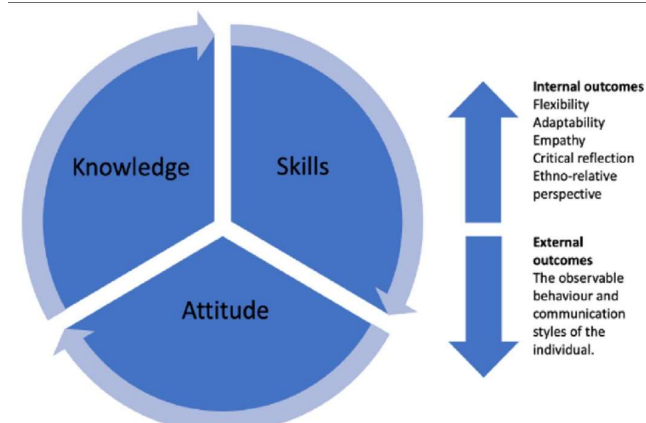 Knowledge
Skills
Attitude
Internal outcomes
Flexibility
Adaptability
Empathy
Critical reflection
Ethno-relative
perspective
External
outcomes
The observable
behaviour and
communication
styles of the
individual.